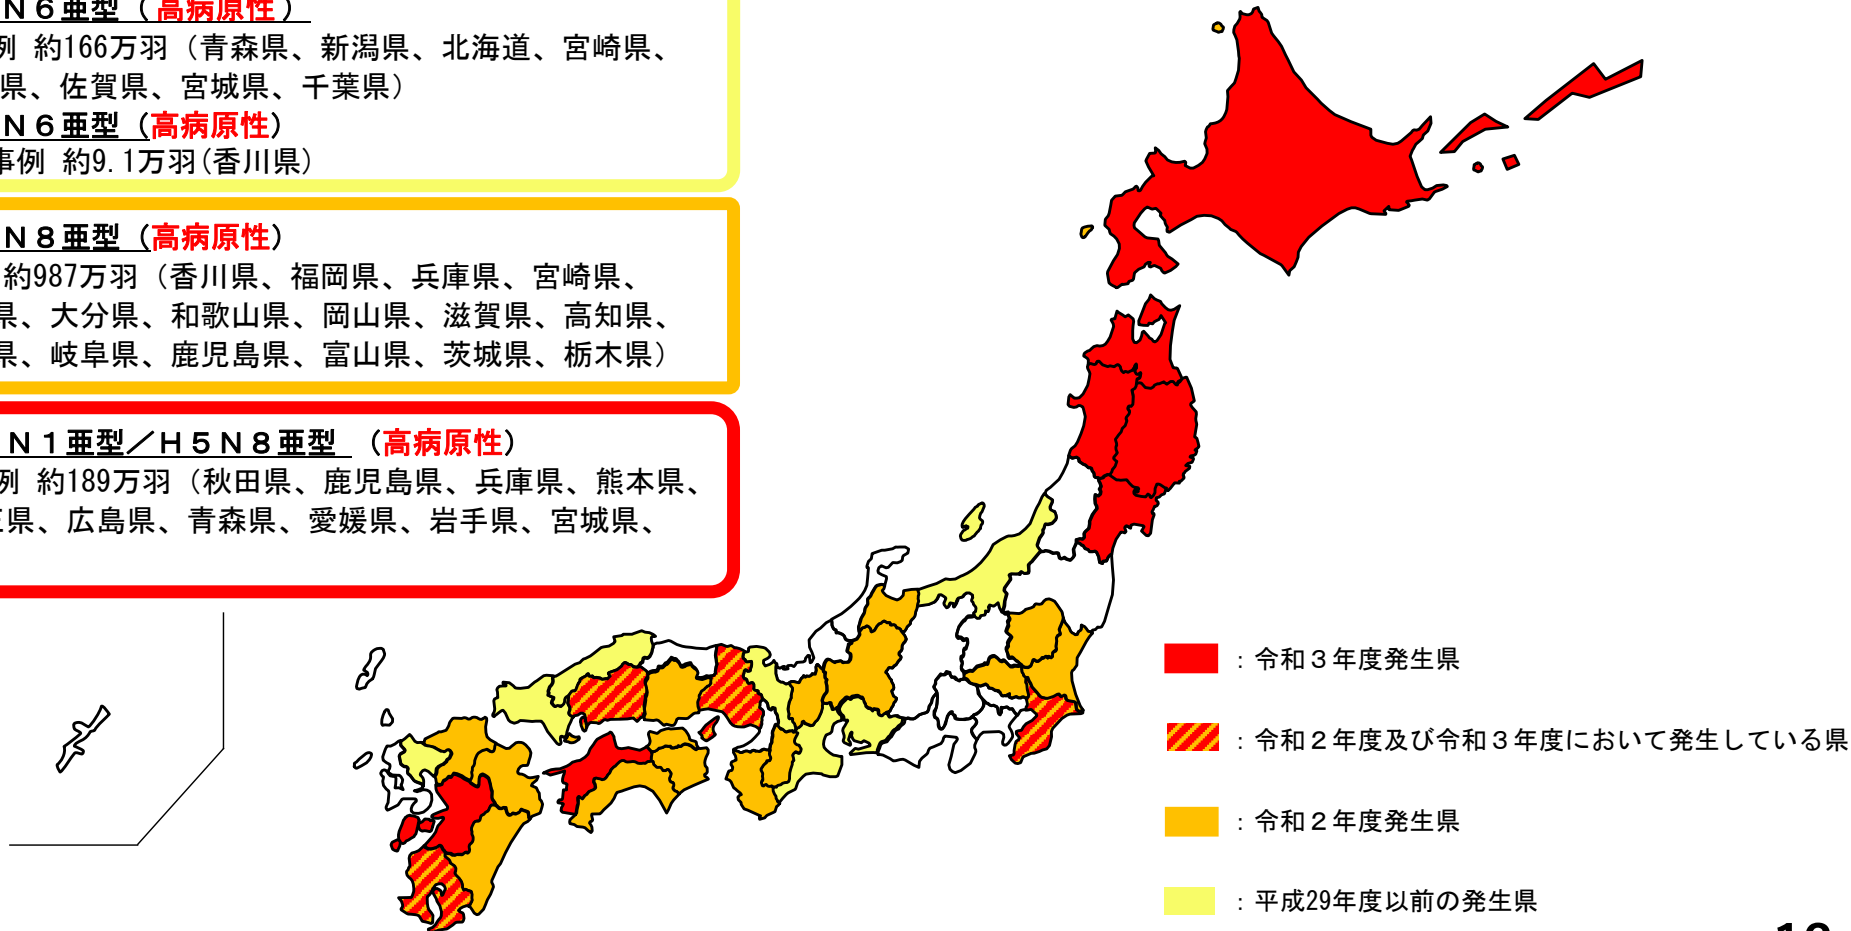 Ｎ６亜型（高病原性）
例 約166万羽（青森県、新潟県、北海道、宮崎県、
県、佐賀県、宮城県、千葉県）
Ｎ６亜型（高病原性）
事例 約9.1万羽(香川県)
Ｎ８亜型（高病原性）
約987万羽（香川県、福岡県、兵庫県、宮崎県、
県、大分県、和歌山県、岡山県、滋賀県、高知県、
県、岐阜県、鹿児島県、富山県、茨城県、栃木県）
Ｎ１亜型／Ｈ５Ｎ８亜型 （高病原性）
例 約189万羽（秋田県、鹿児島県、兵庫県、熊本県、
県、広島県、青森県、愛媛県、岩手県、宮城県、
：令和３年度発生県
：令和２年度及び令和３年度において発生している県
：令和２年度発生県
：平成29年度以前の発生県